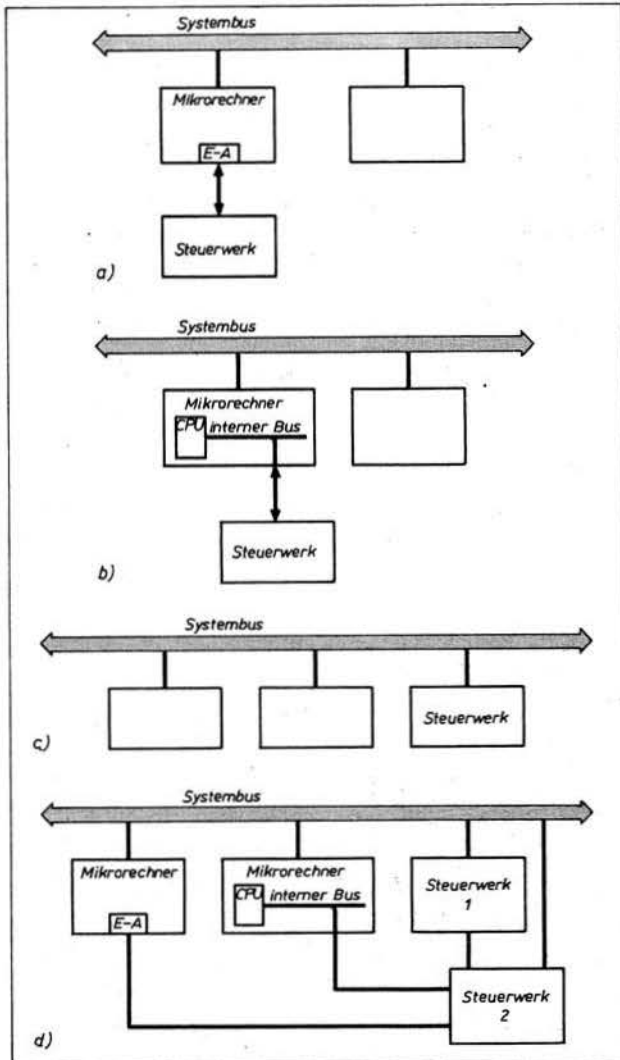 Systembus
Mikrorechner
E-A
Steuerwerk
a)
Systembus
Mikrorechner
CPU interner Bus
Steuerwerk
b)
Systembus
Steuerwerk
c)
Systembus
Mikrorechner
E-A
Mikrorechner
CPU interner Bus
Steuerwerk
1
Steuerwerk
2
d)